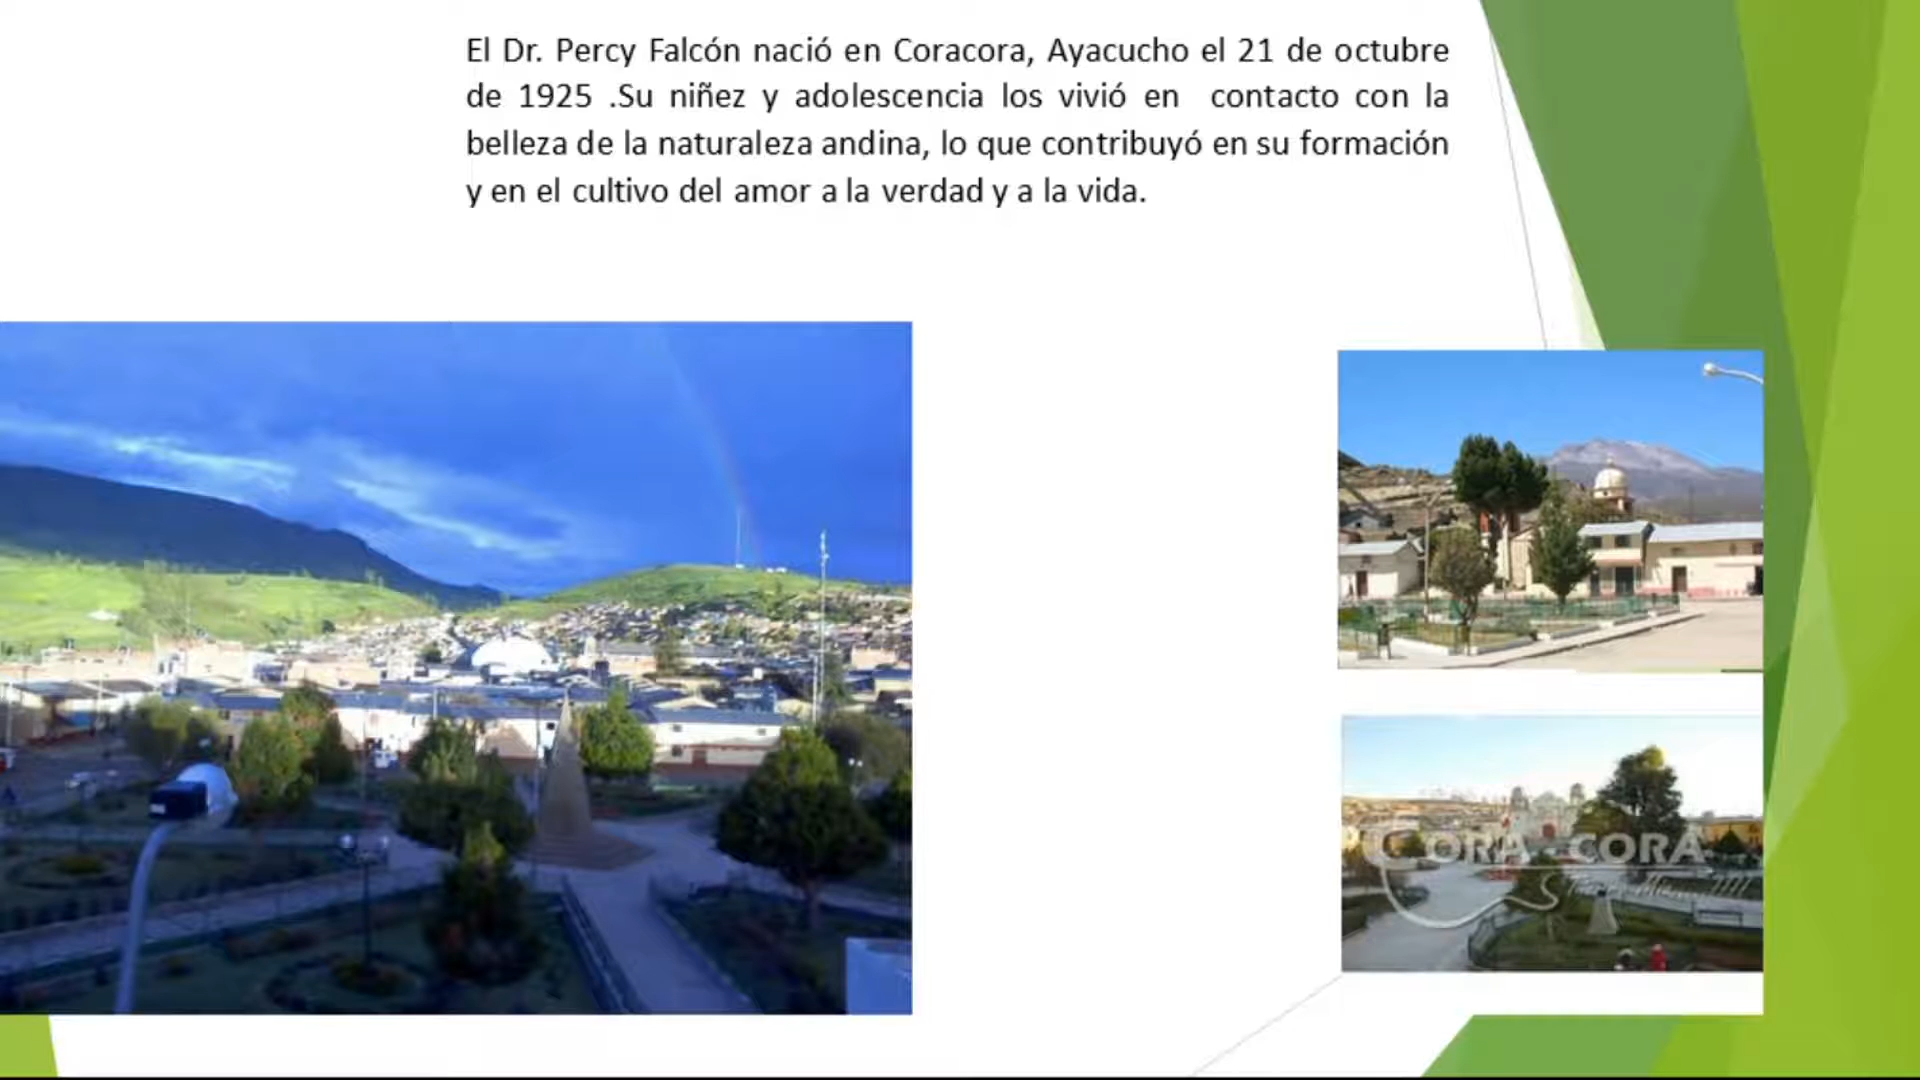 El Dr. Percy Falcón nació en Coracora, Ayacucho el 21 de octubre
de 1925 .Su niñez y adolescencia los vivió en contacto con la
belleza de la naturaleza andina, lo que contribuyó en su formación
y en el cultivo del amor a la verdad y a la vida.
CORA - CORA